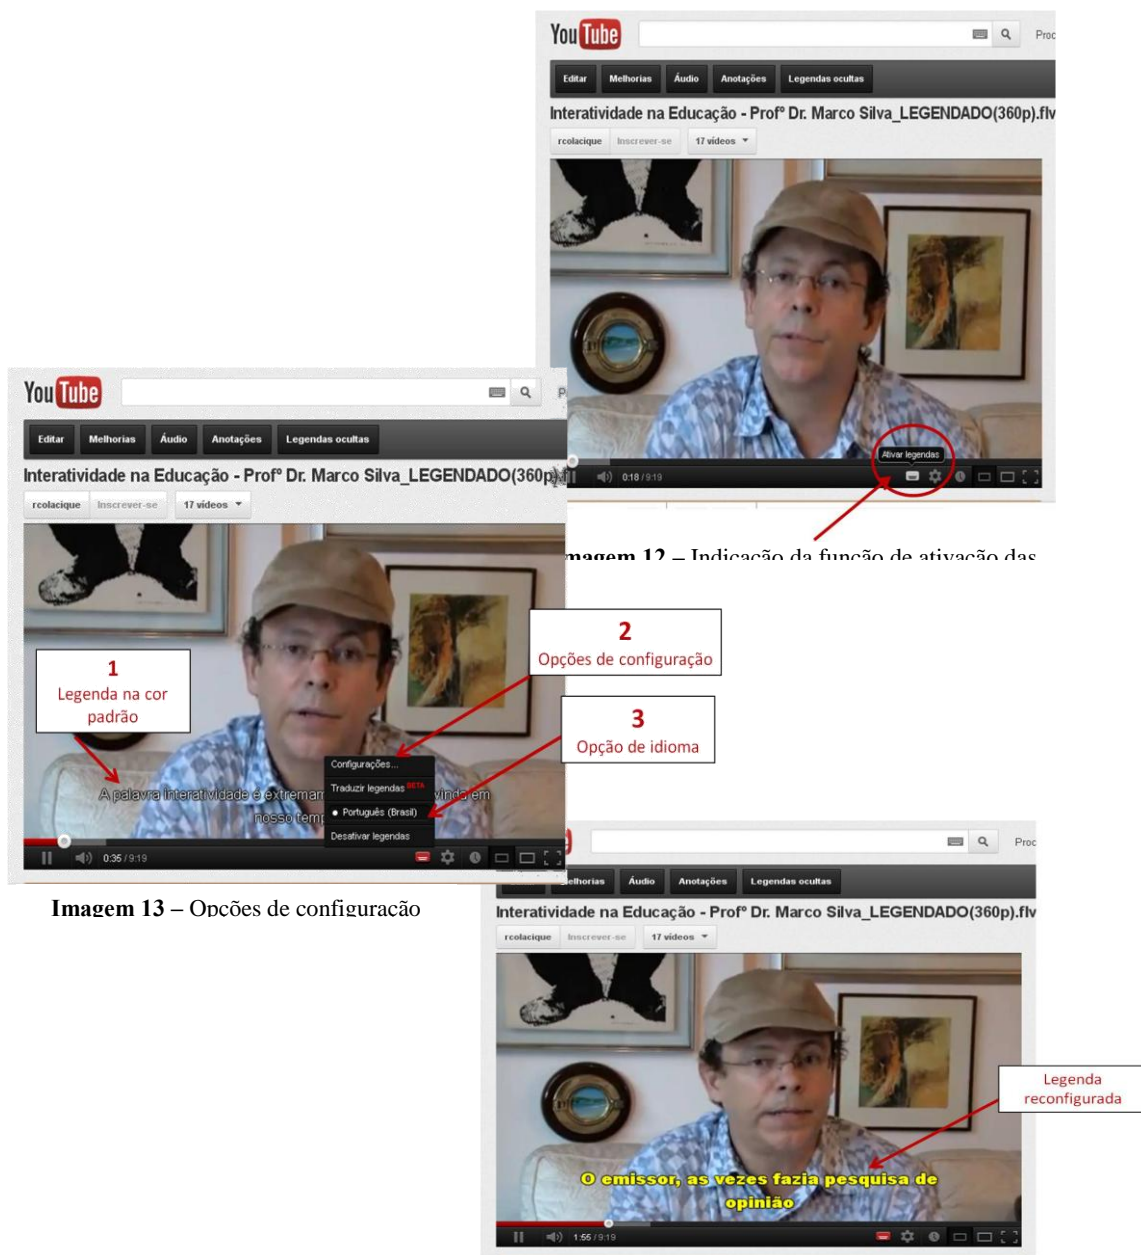 YouTube
Proc
Editar Melhorias Áudio Anotações Legendas ocultas
Interatividade na Educação - Profº Dr. Marco Silva_LEGENDADO(360p).flv
rcolacique Inscrever-se 17 vídeos
Ativar legendas
0:18 / 9:19
magem 12 – Indicação da função de ativação das
YouTube
P
Editar Melhorias Áudio Anotações Legendas ocultas
Interatividade na Educação - Profº Dr. Marco Silva_LEGENDADO(360p).fl
rcolacique Inscrever-se 17 vídeos
1
Legenda na cor
padrão
2
Opções de configuração
3
Opção de idioma
Configurações...
Traduzir legendas BETA
Português (Brasil)
Desativar legendas
A palavra interatividade é extremam vinda em
nosso temp
0:35 / 9:19
Imagem 13 – Opções de configuração
Proc
elhorias Áudio Anotações Legendas ocultas
Interatividade na Educação - Profº Dr. Marco Silva_LEGENDADO(360p).flv
rcolacique Inscrever-se 17 vídeos
Legenda
reconfigurada
O emissor, as vezes fazia pesquisa de
opinião
1:55 / 9:19